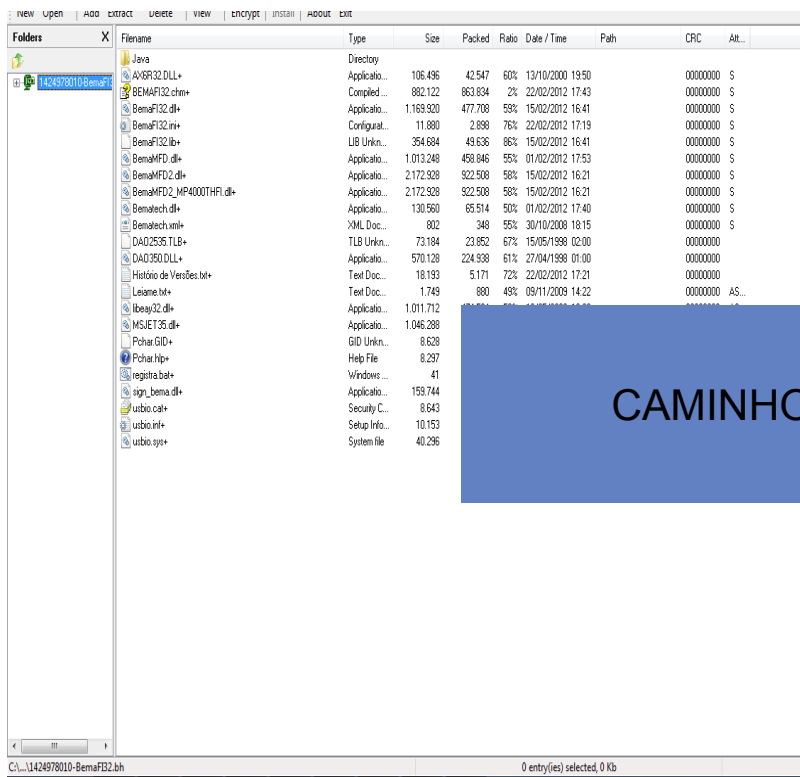 New Open Add Extract Delete View Encrypt Install About Exit
Folders X Filename Type Size Packed Ratio Date / Time Path CRC Att...
Java Directory
1424978010-BemaFI3
AX6R32.DLL+ Applicatio... 106.496 42.547 60% 13/10/2000 19:50 00000000 S
BEMAFI32.chm+ Compiled ... 882.122 863.834 2% 22/02/2012 17:43 00000000 S
BemaFI32.dll+ Applicatio... 1.169.920 477.708 59% 15/02/2012 16:41 00000000 S
BemaFI32.ini+ Configurat... 11.880 2.898 76% 22/02/2012 17:19 00000000 S
BemaFI32.lib+ LIB Unkn... 354.684 49.636 86% 15/02/2012 16:41 00000000 S
BemaMFD.dll+ Applicatio... 1.013.248 458.846 55% 01/02/2012 17:53 00000000 S
BemaMFD2.dll+ Applicatio... 2.172.928 922.508 58% 15/02/2012 16:21 00000000 S
BemaMFD2_MP4000THFI.dll+ Applicatio... 2.172.928 922.508 58% 15/02/2012 16:21 00000000 S
Bematech.dll+ Applicatio... 130.560 65.514 50% 01/02/2012 17:40 00000000 S
Bematech.xml+ XML Doc... 802 348 55% 30/10/2008 18:15 00000000 S
DAO2535.TLB+ TLB Unkn... 73.184 23.852 67% 15/05/1998 02:00 00000000
DAO350.DLL+ Applicatio... 570.128 224.938 61% 27/04/1998 01:00 00000000
Histório de Versões.txt+ Text Doc... 18.193 5.171 72% 22/02/2012 17:21 00000000
Leiame.txt+ Text Doc... 1.749 880 49% 09/11/2009 14:22 00000000 AS...
libeay32.dll+ Applicatio... 1.011.712
MSJET35.dll+ Applicatio... 1.046.288
Pchar.GID+ GID Unkn... 8.628
Pchar.hlp+ Help File 8.297
registra.bat+ Windows ... 41
sign_bema.dll+ Applicatio... 159.744
usbio.cat+ Security C... 8.643
usbio.inf+ Setup Info... 10.153
usbio.sys+ System file 40.296
CAMINHO
C:\...\1424978010-BemaFI32.bh 0 entry(ies) selected, 0 Kb